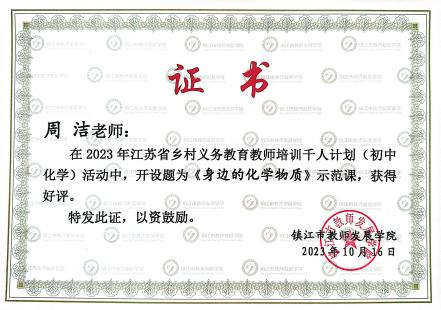 证书
周 洁老师：
在 2023 年江苏省乡村义务教育教师培训千人计划（初中
化学）活动中，开设题为《身边的化学物质》示范课，获得
好评。
特发此证，以资鼓励。
镇江市教师发展学院
2023 年 10 月 16 日